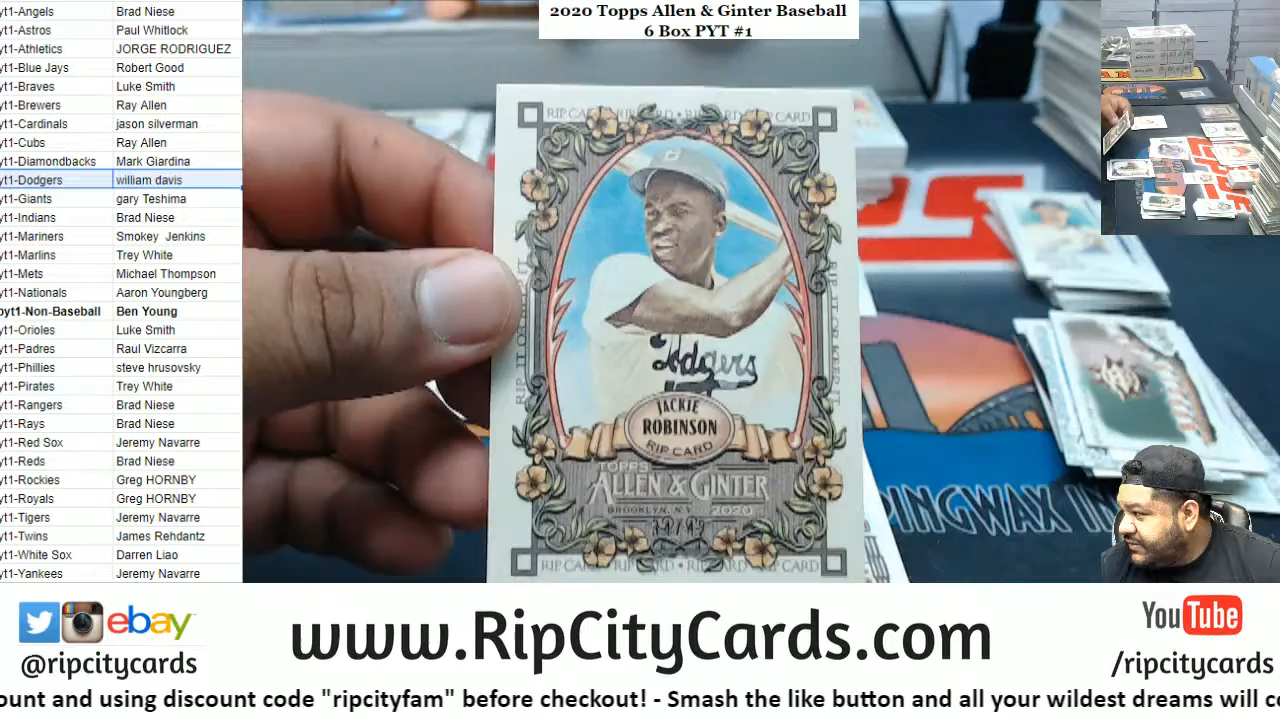 yt1-Angels Brad Niese
yt1-Astros Paul Whitlock
yt1-Athletics JORGE RODRIGUEZ
yt1-Blue Jays Robert Good
yt1-Braves Luke Smith
yt1-Brewers Ray Allen
yt1-Cardinals jason silverman
yt1-Cubs Ray Allen
yt1-Diamondbacks Mark Giardina
yt1-Dodgers william davis
yt1-Giants gary Teshima
yt1-Indians Brad Niese
yt1-Mariners Smokey Jenkins
yt1-Marlins Trey White
yt1-Mets Michael Thompson
yt1-Nationals Aaron Youngberg
pyt1-Non-Baseball Ben Young
yt1-Orioles Luke Smith
yt1-Padres Raul Vizcarra
yt1-Phillies steve hrusovsky
yt1-Pirates Trey White
yt1-Rangers Brad Niese
yt1-Rays Brad Niese
yt1-Red Sox Jeremy Navarre
yt1-Reds Brad Niese
yt1-Rockies Greg HORNBY
yt1-Royals Greg HORNBY
yt1-Tigers Jeremy Navarre
yt1-Twins James Rehdantz
yt1-White Sox Darren Liao
yt1-Yankees Jeremy Navarre
2020 Topps Allen & Ginter Baseball
6 Box PYT #1
RIP CARD
Dodgers
JACKIE
ROBINSON
RIP CARD
TOPPS
ALLEN & GINTER
BROOKLYN, N.Y. 2020
RIP CARD
PINGWAX IN
ebay
@ripcitycards
www.RipCityCards.com
YouTube
/ripcitycards
ount and using discount code "ripcityfam" before checkout! - Smash the like button and all your wildest dreams will c